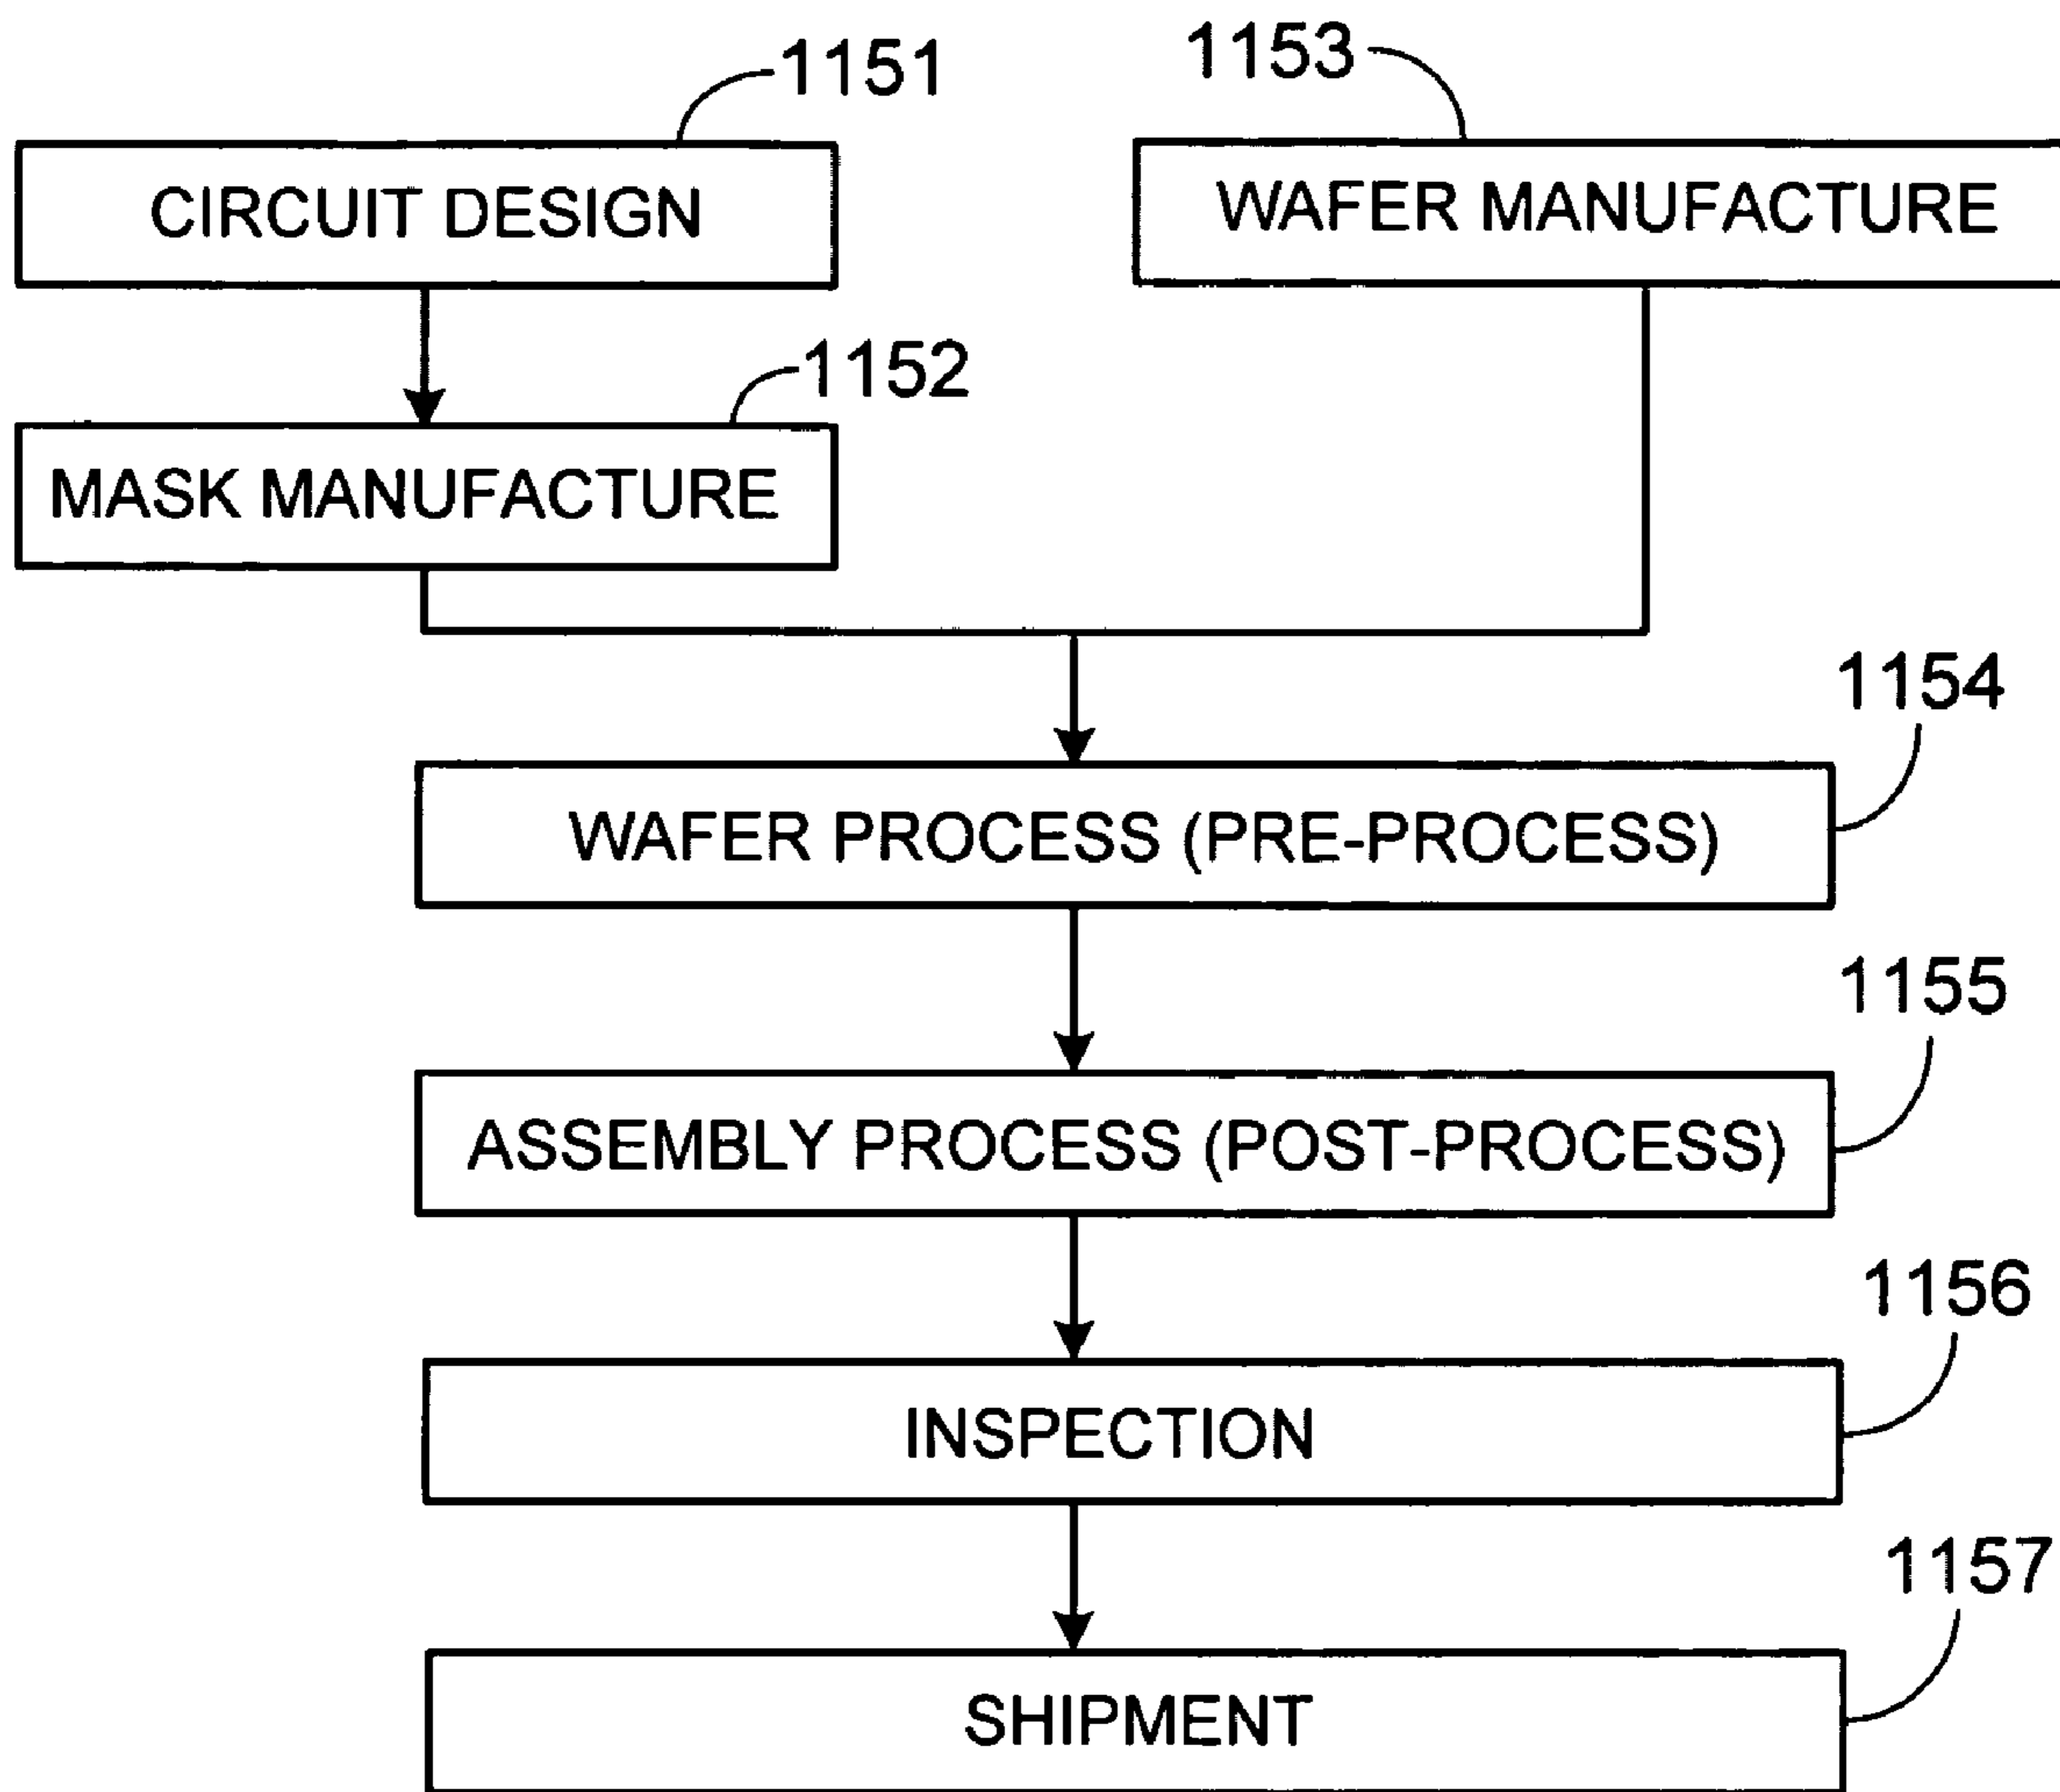 1151
1153
CIRCUIT DESIGN
WAFER MANUFACTURE
1152
MASK MANUFACTURE
1154
WAFER PROCESS (PRE-PROCESS)
1155
ASSEMBLY PROCESS (POST-PROCESS)
1156
INSPECTION
1157
SHIPMENT